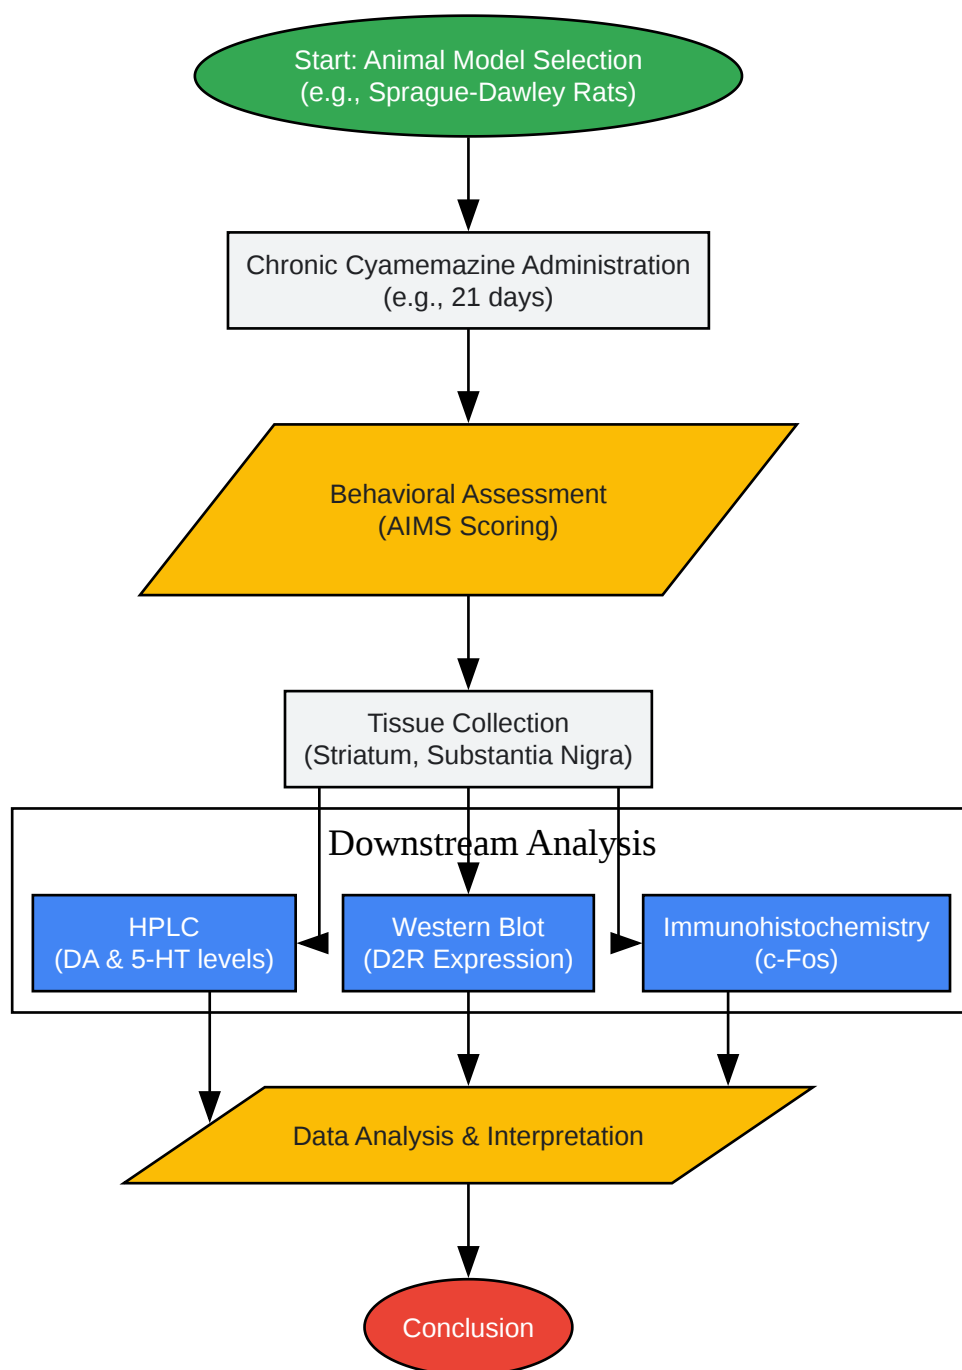 Start: Animal Model Selection
(e.g., Sprague-Dawley Rats)
Chronic Cyamemazine Administration
(e.g., 21 days)
Behavioral Assessment
(AIMS Scoring)
Tissue Collection
(Striatum, Substantia Nigra)
Downstream Analysis
HPLC
(DA & 5-HT levels)
Western Blot
(D2R Expression)
Immunohistochemistry
(c-Fos)
Data Analysis & Interpretation
Conclusion